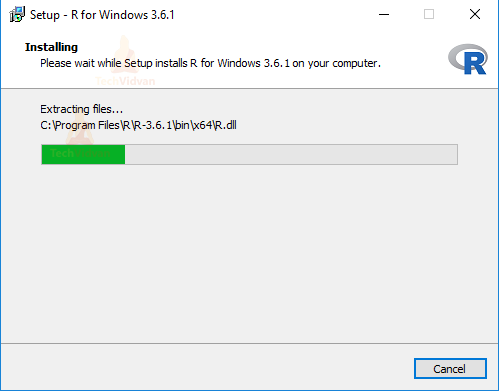 Setup - R for Windows 3.6.1
Installing
Please wait while Setup installs R for Windows 3.6.1 on your computer.
R
TechVidvan
Extracting files...
C:\Program Files\R\R-3.6.1\bin\x64\R.dll
Tech
Cancel